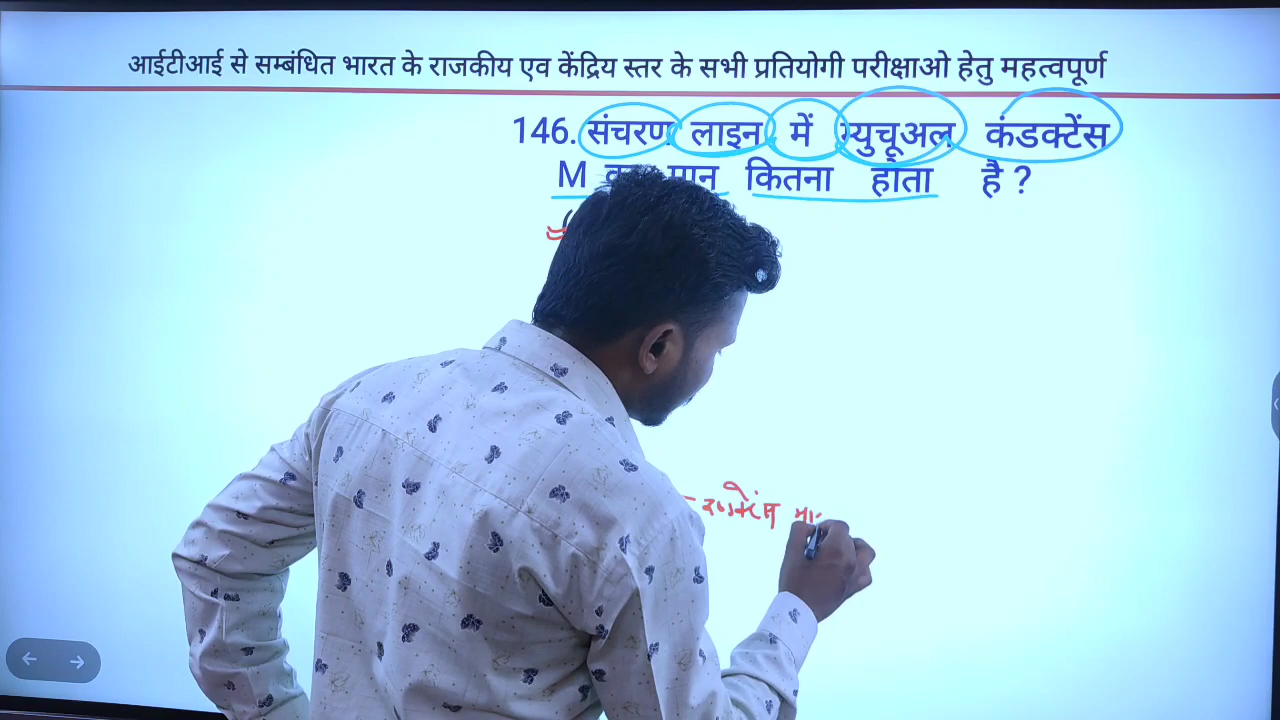 आईटीआई से सम्बंधित भारत के राजकीय एव केंद्रिय स्तर के सभी प्रतियोगी परीक्षाओ हेतु महत्वपूर्ण
146. संचरण लाइन में म्युचूअल कंडक्टेंस
M का मान कितना होता है ?